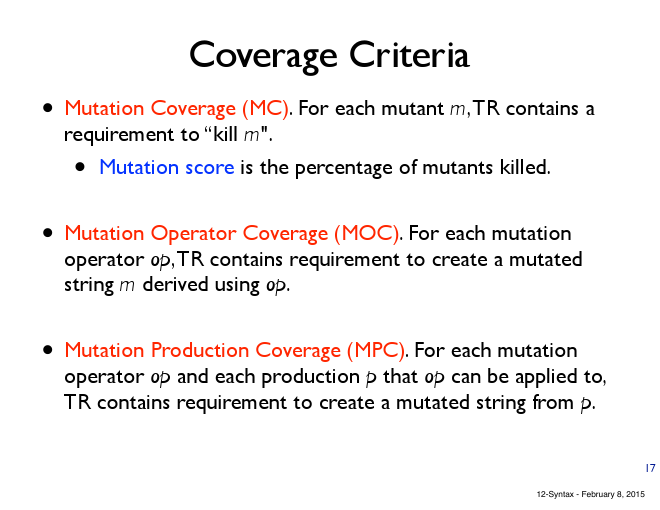 Coverage Criteria
• Mutation Coverage (MC). For each mutant m, TR contains a
requirement to “kill m".
• Mutation score is the percentage of mutants killed.
• Mutation Operator Coverage (MOC). For each mutation
operator op, TR contains requirement to create a mutated
string m derived using op.
• Mutation Production Coverage (MPC). For each mutation
operator op and each production p that op can be applied to,
TR contains requirement to create a mutated string from p.
17
12-Syntax - February 8, 2015